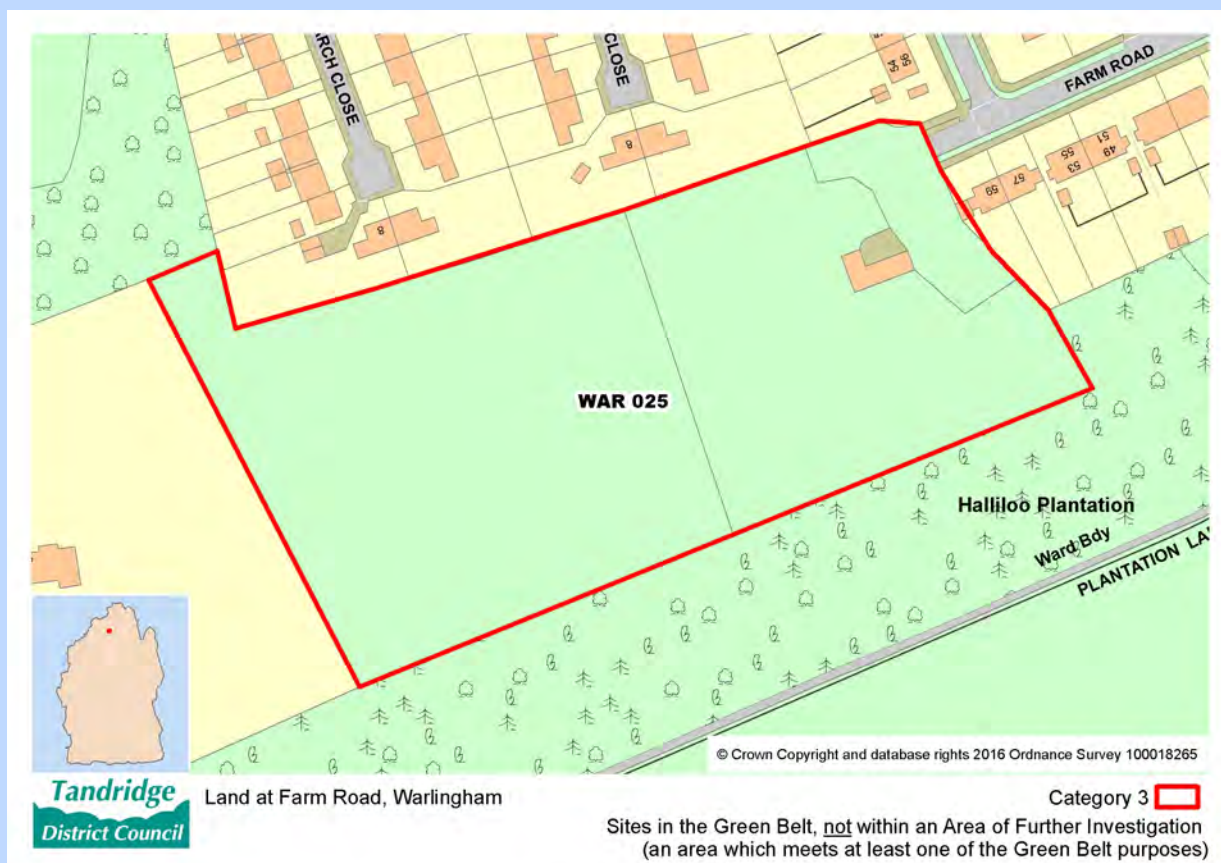 ARCH CLOSE
CLOSE
54
56
FARM ROAD
8
8
51
49
55
53
57
59
WAR 025
Halliloo Plantation
Ward Bdy
PLANTATION LA
© Crown Copyright and database rights 2016 Ordnance Survey 100018265
Tandridge
District Council
Land at Farm Road, Warlingham
Category 3
Sites in the Green Belt, not within an Area of Further Investigation
(an area which meets at least one of the Green Belt purposes)